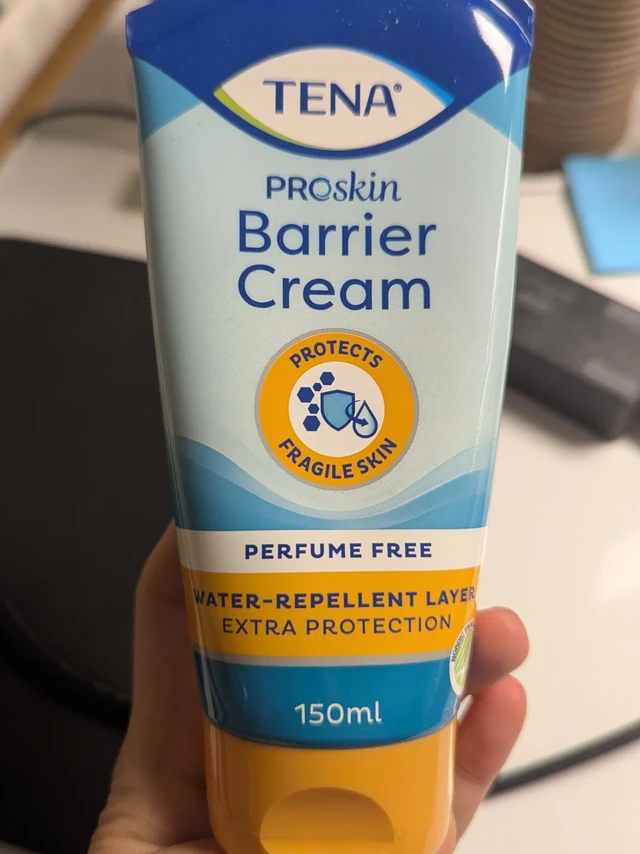 TENA®
PROskin
Barrier
Cream
PROTECTS
FRAGILE SKIN
PERFUME FREE
WATER-REPELLENT LAYER
EXTRA PROTECTION
150ml